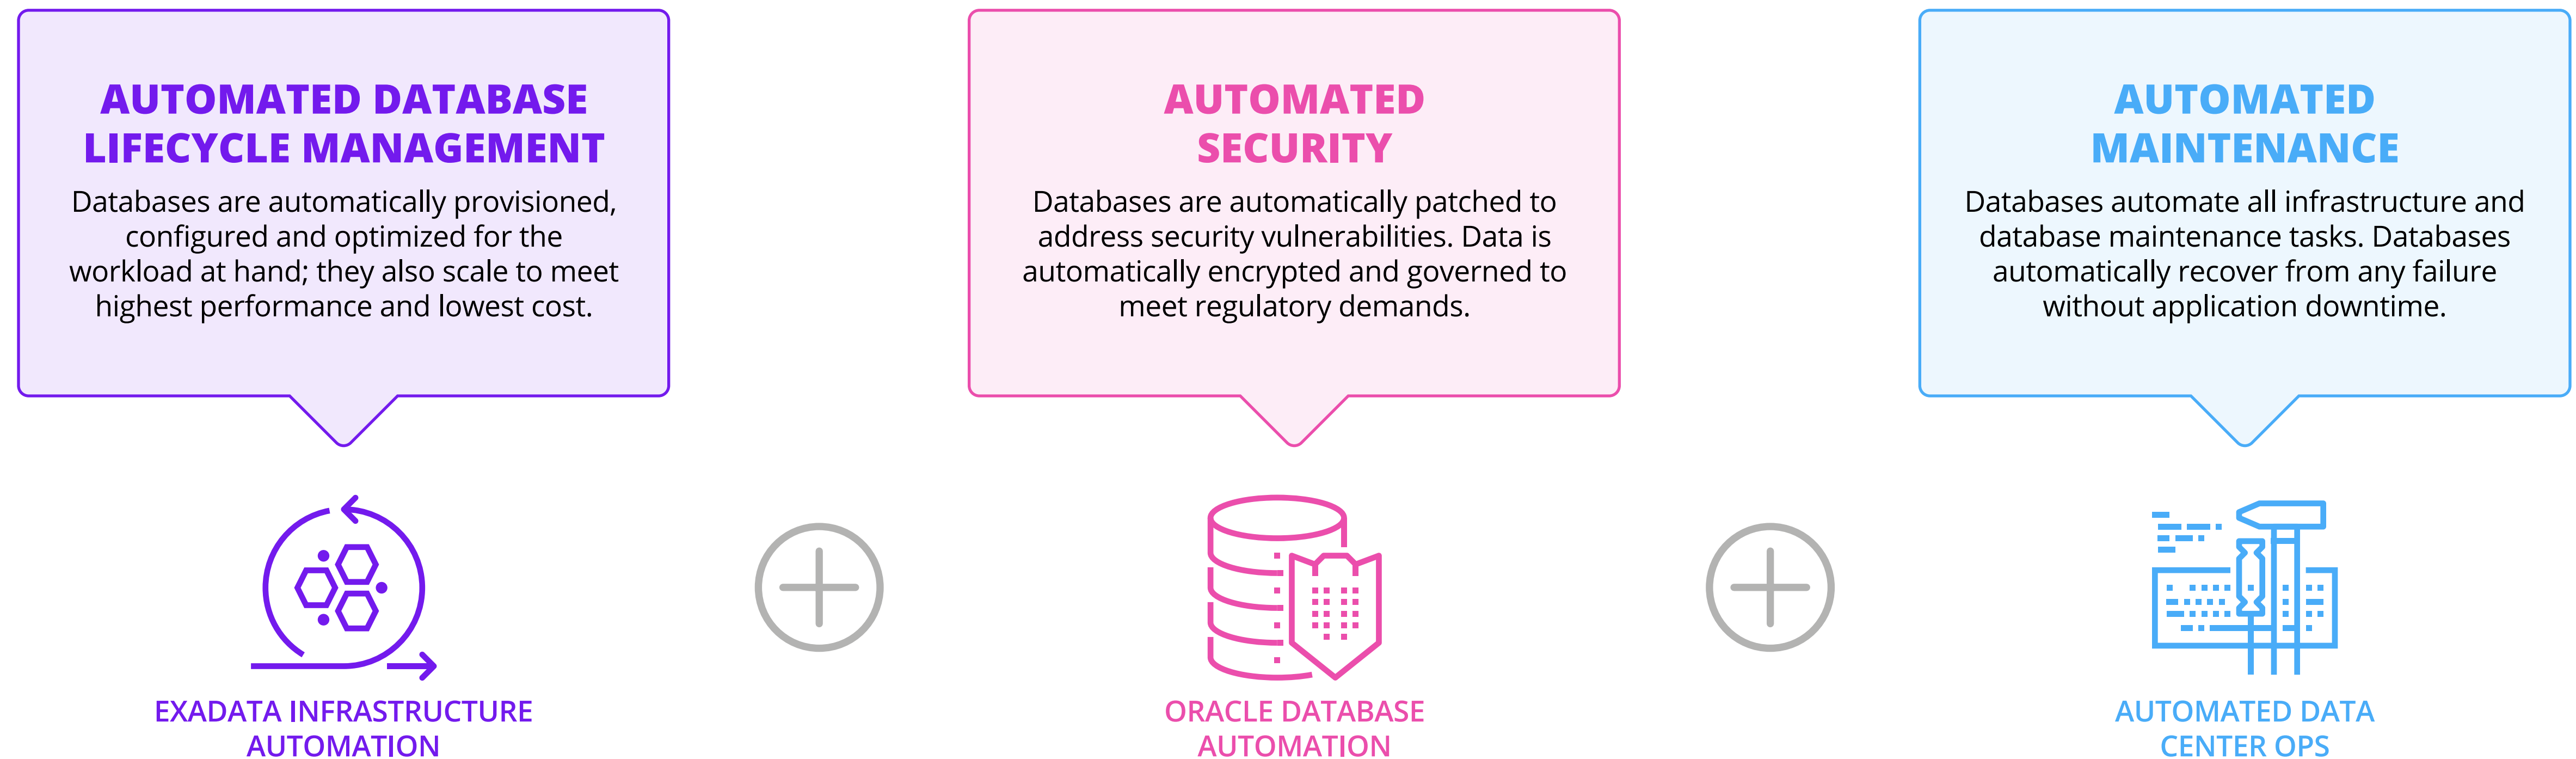 AUTOMATED DATABASE
LIFECYCLE MANAGEMENT
Databases are automatically provisioned,
configured and optimized for the
workload at hand; they also scale to meet
highest performance and lowest cost.
EXADATA INFRASTRUCTURE
AUTOMATION
AUTOMATED
SECURITY
Databases are automatically patched to
address security vulnerabilities. Data is
automatically encrypted and governed to
meet regulatory demands.
ORACLE DATABASE
AUTOMATION
AUTOMATED
MAINTENANCE
Databases automate all infrastructure and
database maintenance tasks. Databases
automatically recover from any failure
without application downtime.
AUTOMATED DATA
CENTER OPS